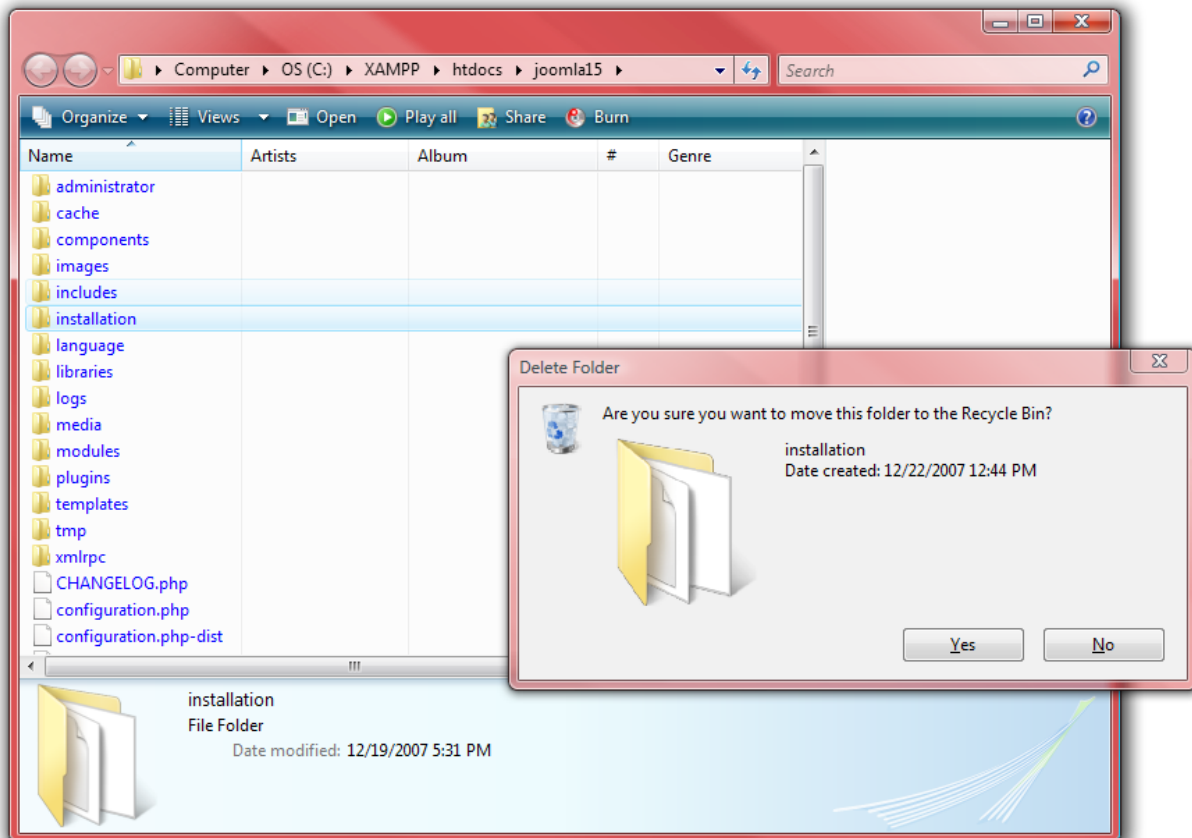 Computer OS (C:) XAMPP htdocs joomla15
Search
Organize Views Open Play all Share Burn
Name Artists Album # Genre
administrator
cache
components
images
includes
installation
language
libraries
logs
media
modules
plugins
templates
tmp
xmlrpc
CHANGELOG.php
configuration.php
configuration.php-dist
Delete Folder
Are you sure you want to move this folder to the Recycle Bin?
installation
Date created: 12/22/2007 12:44 PM
Yes No
installation
File Folder
Date modified: 12/19/2007 5:31 PM